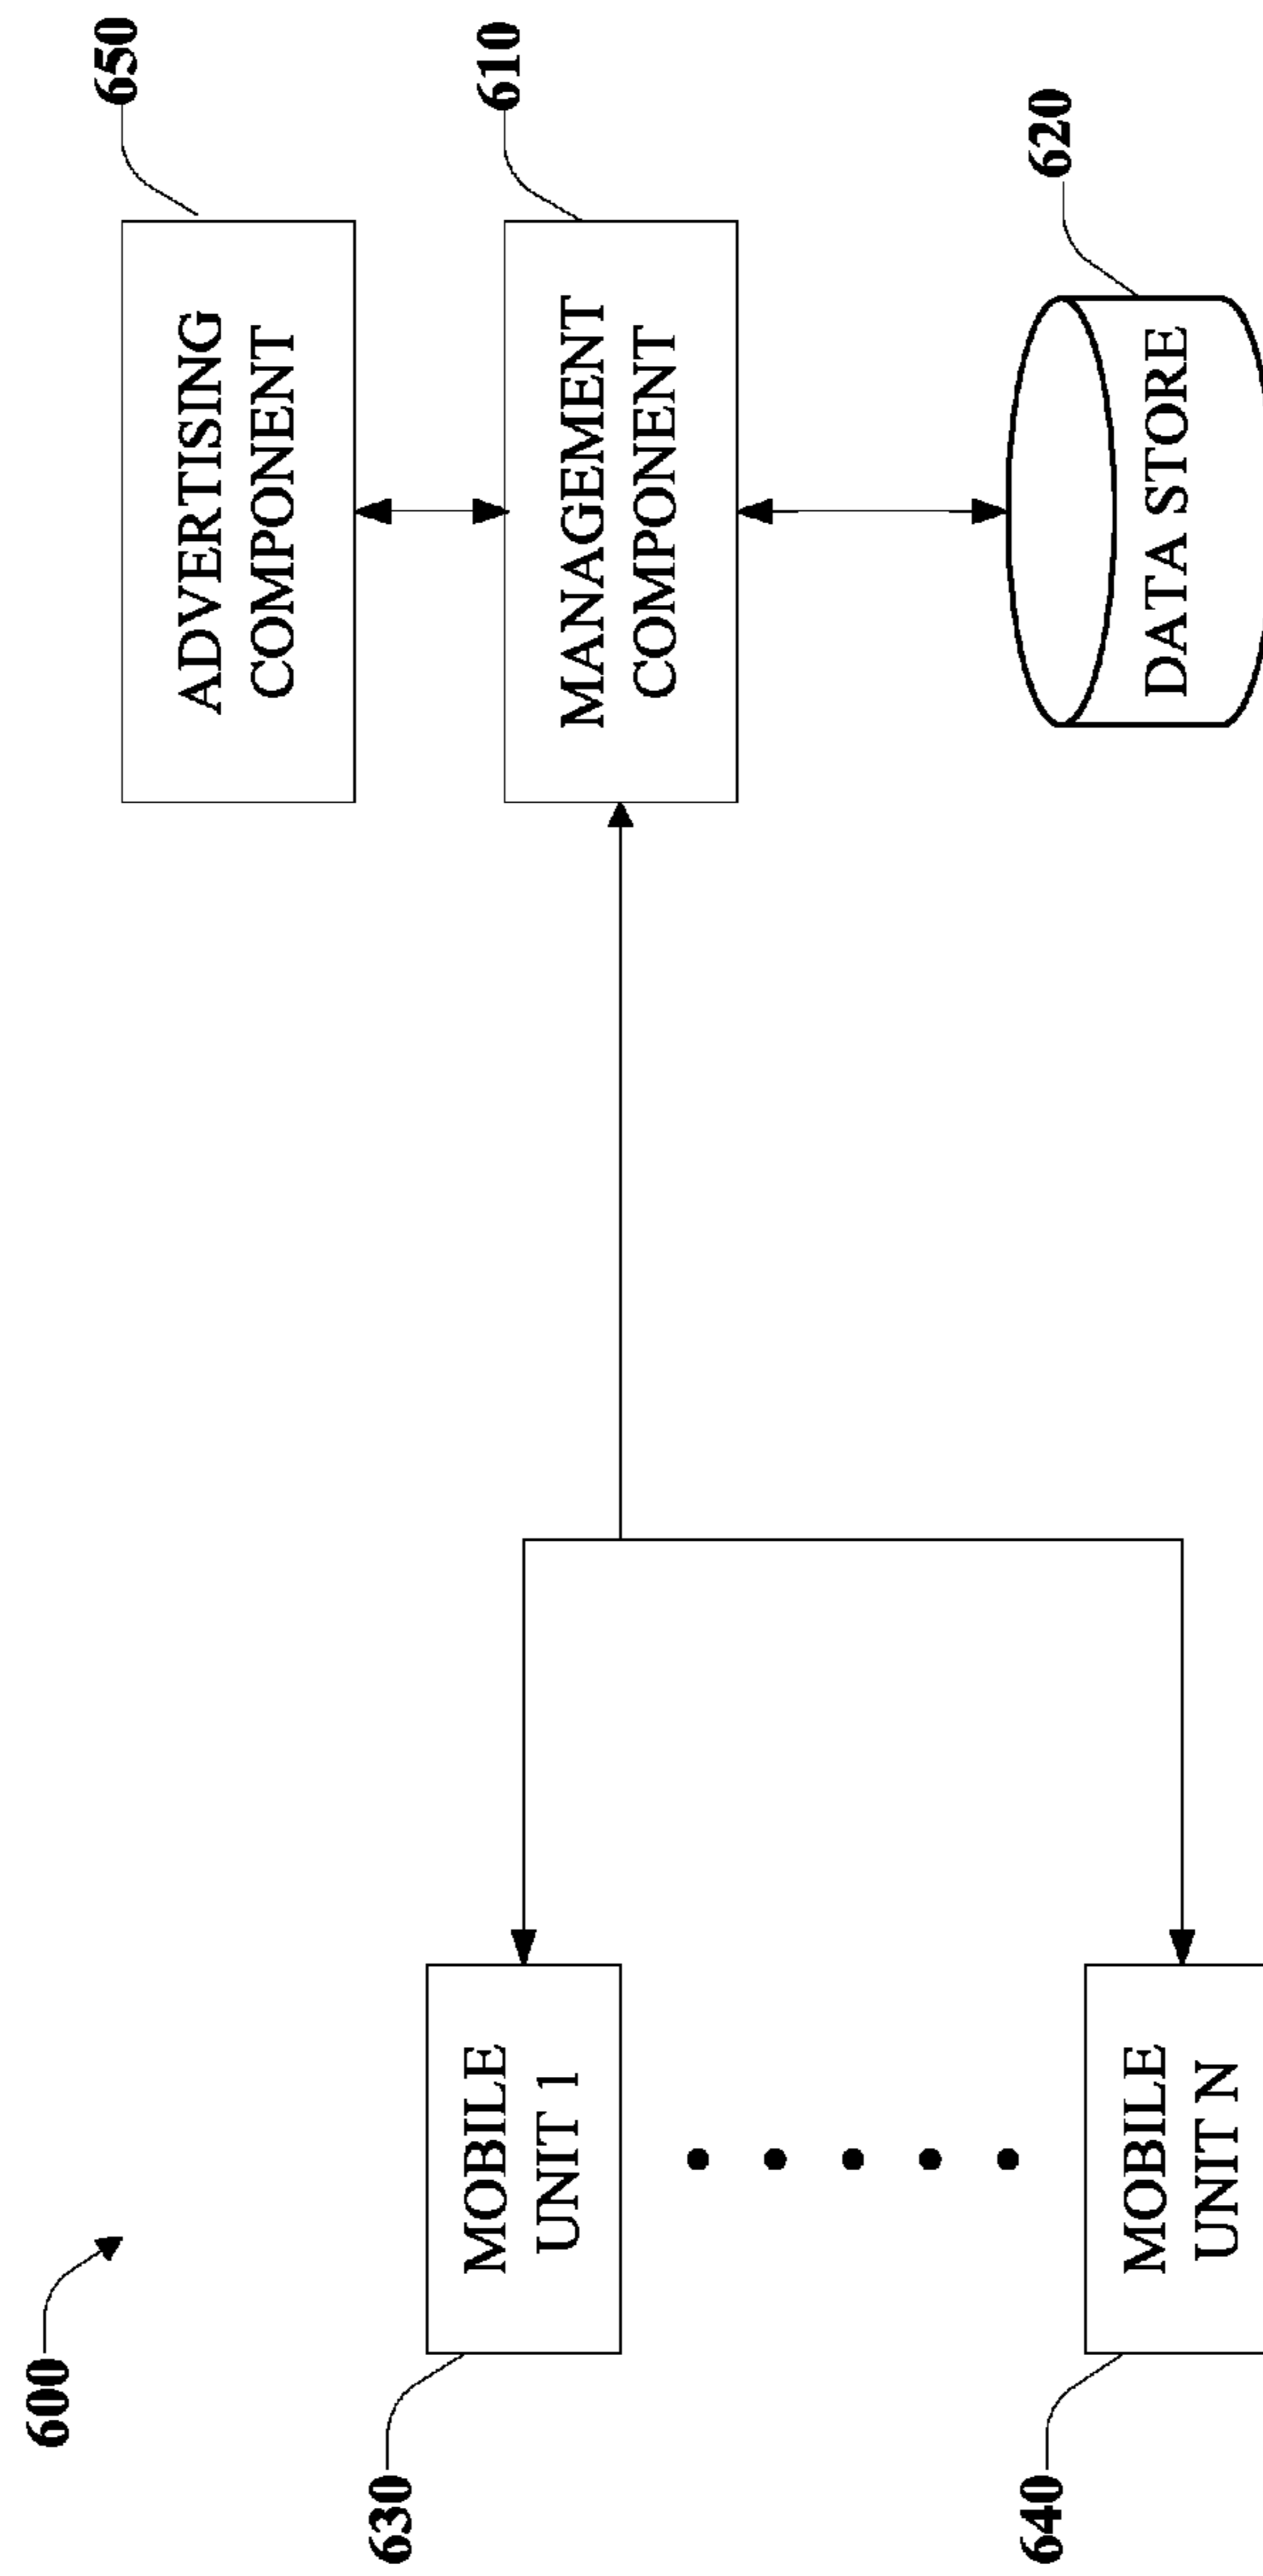 600
650
ADVERTISING
COMPONENT
630
MOBILE
UNIT 1
610
MANAGEMENT
COMPONENT
640
MOBILE
UNIT N
620
DATA STORE